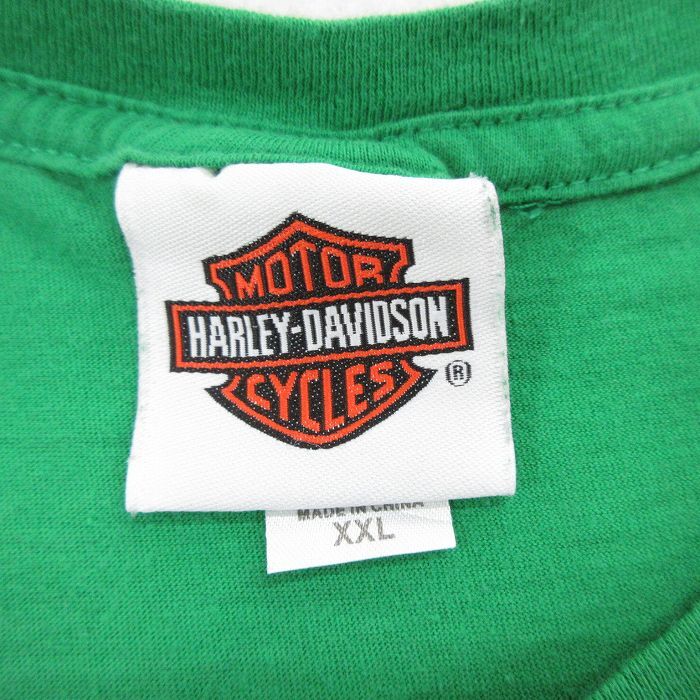 MOTOR
HARLEY-DAVIDSON
CYCLES
®
MADE IN CHINA
XXL